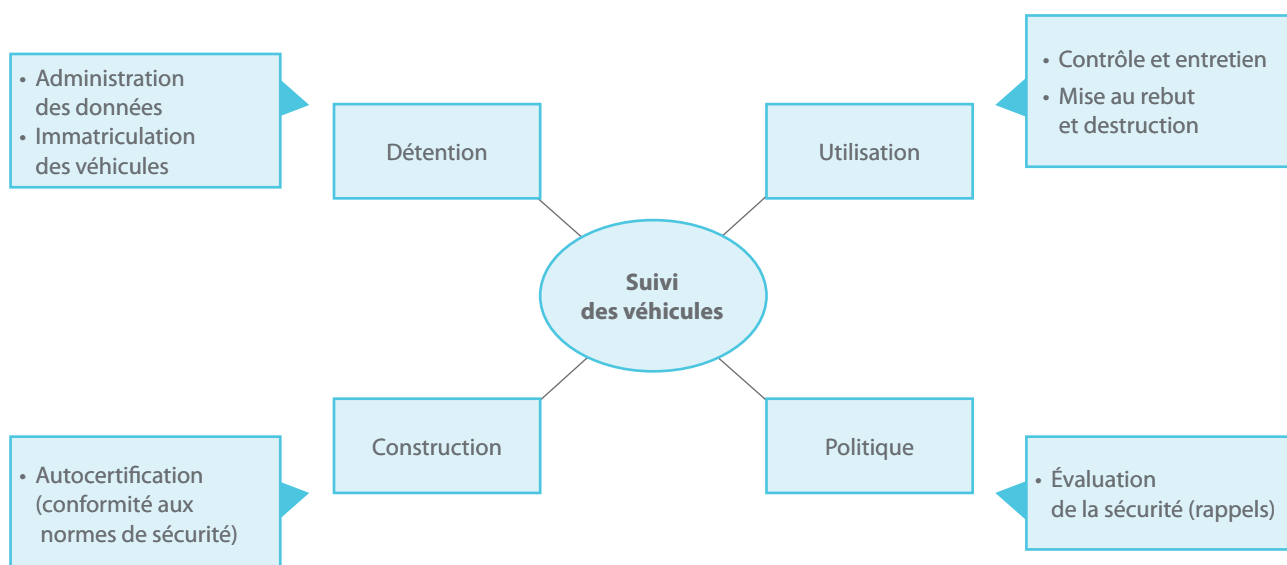 • Administration
des données
• Immatriculation
des véhicules
Détention
Utilisation
• Contrôle et entretien
• Mise au rebut
et destruction
Suivi
des véhicules
Construction
Politique
• Autocertification
(conformité aux
normes de sécurité)
• Évaluation
de la sécurité (rappels)